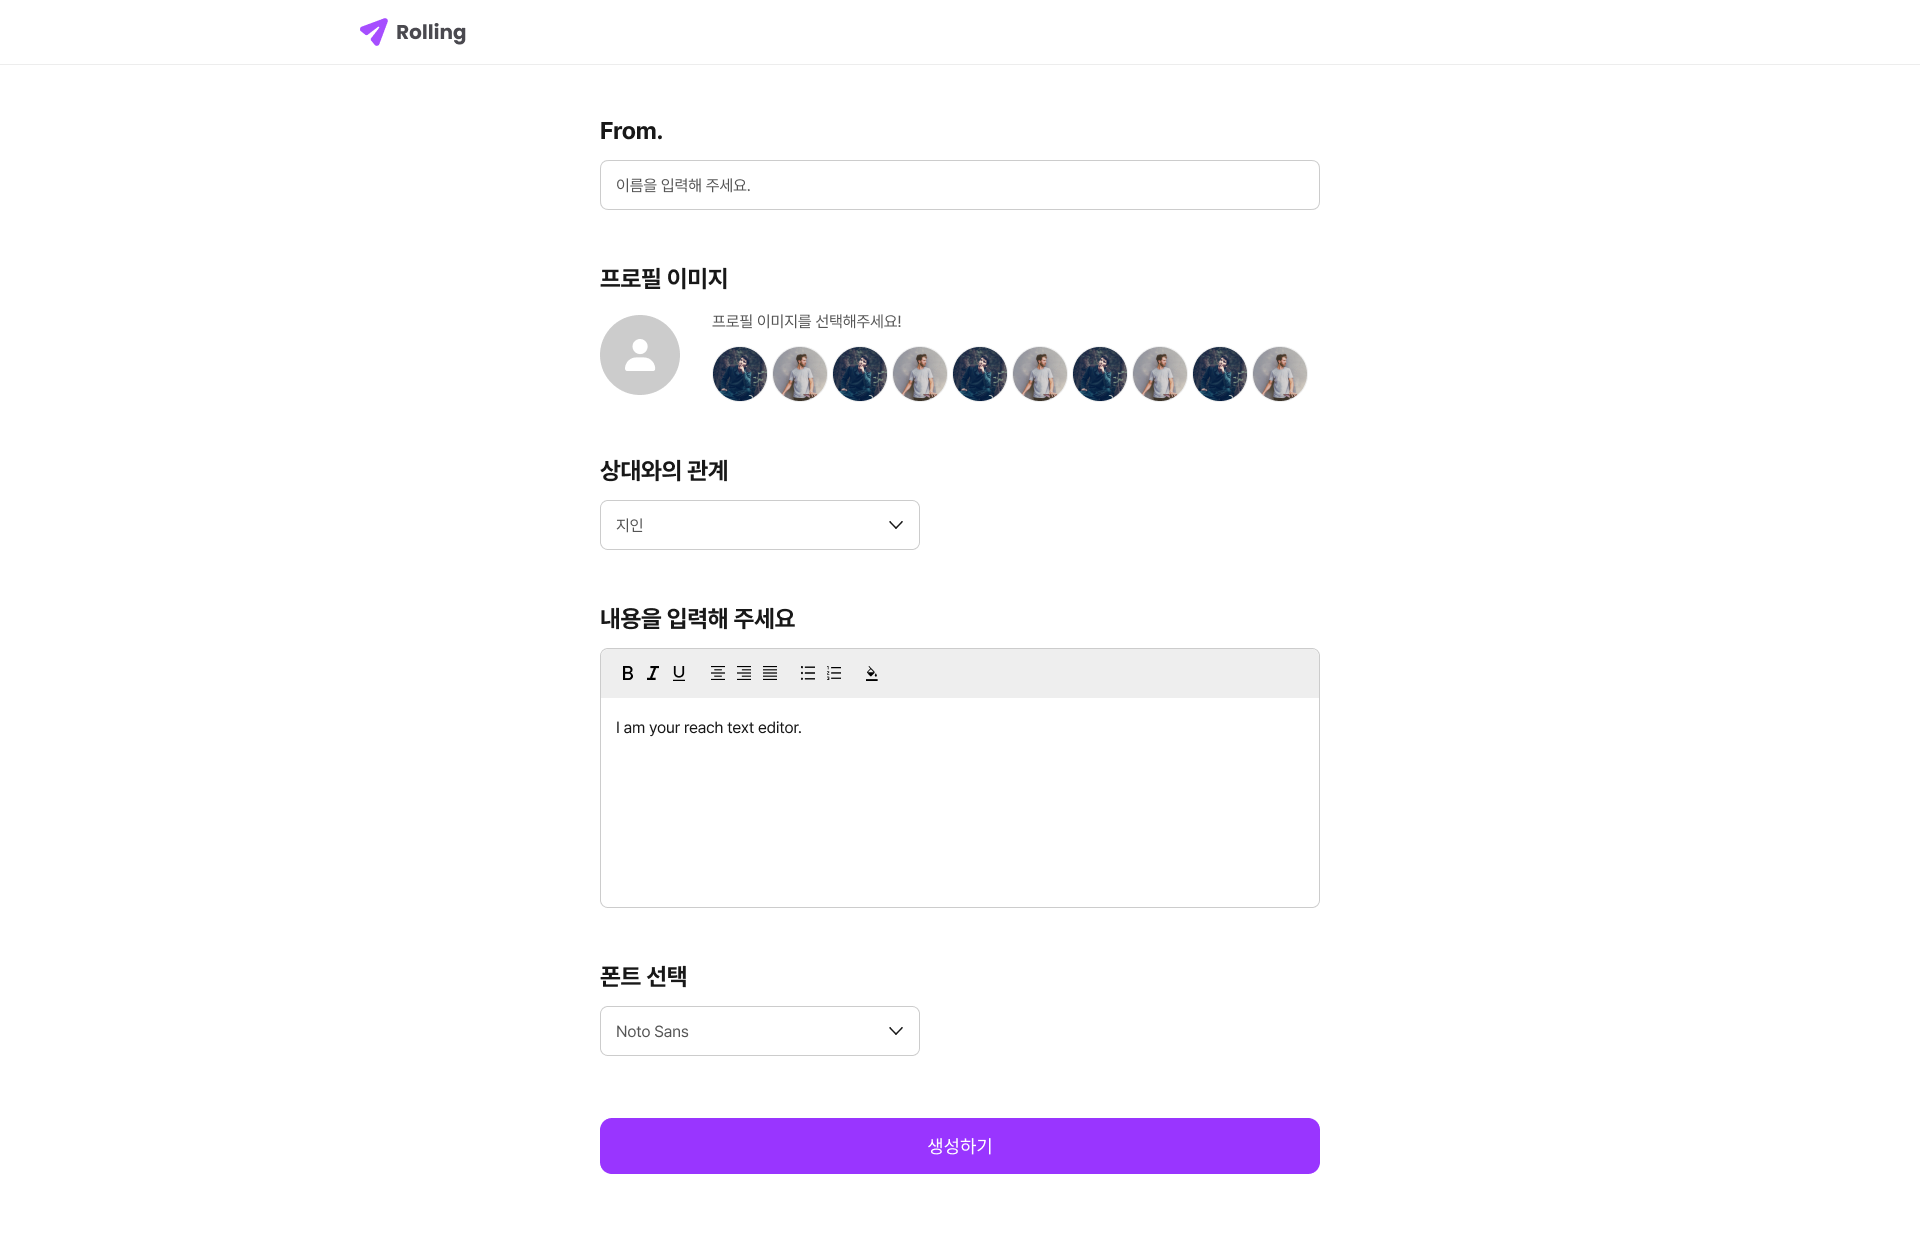 Rolling
From.
이름을 입력해 주세요.
프로필 이미지
프로필 이미지를 선택해주세요!
상대와의 관계
지인
내용을 입력해 주세요
B I U
I am your reach text editor.
폰트 선택
Noto Sans
생성하기